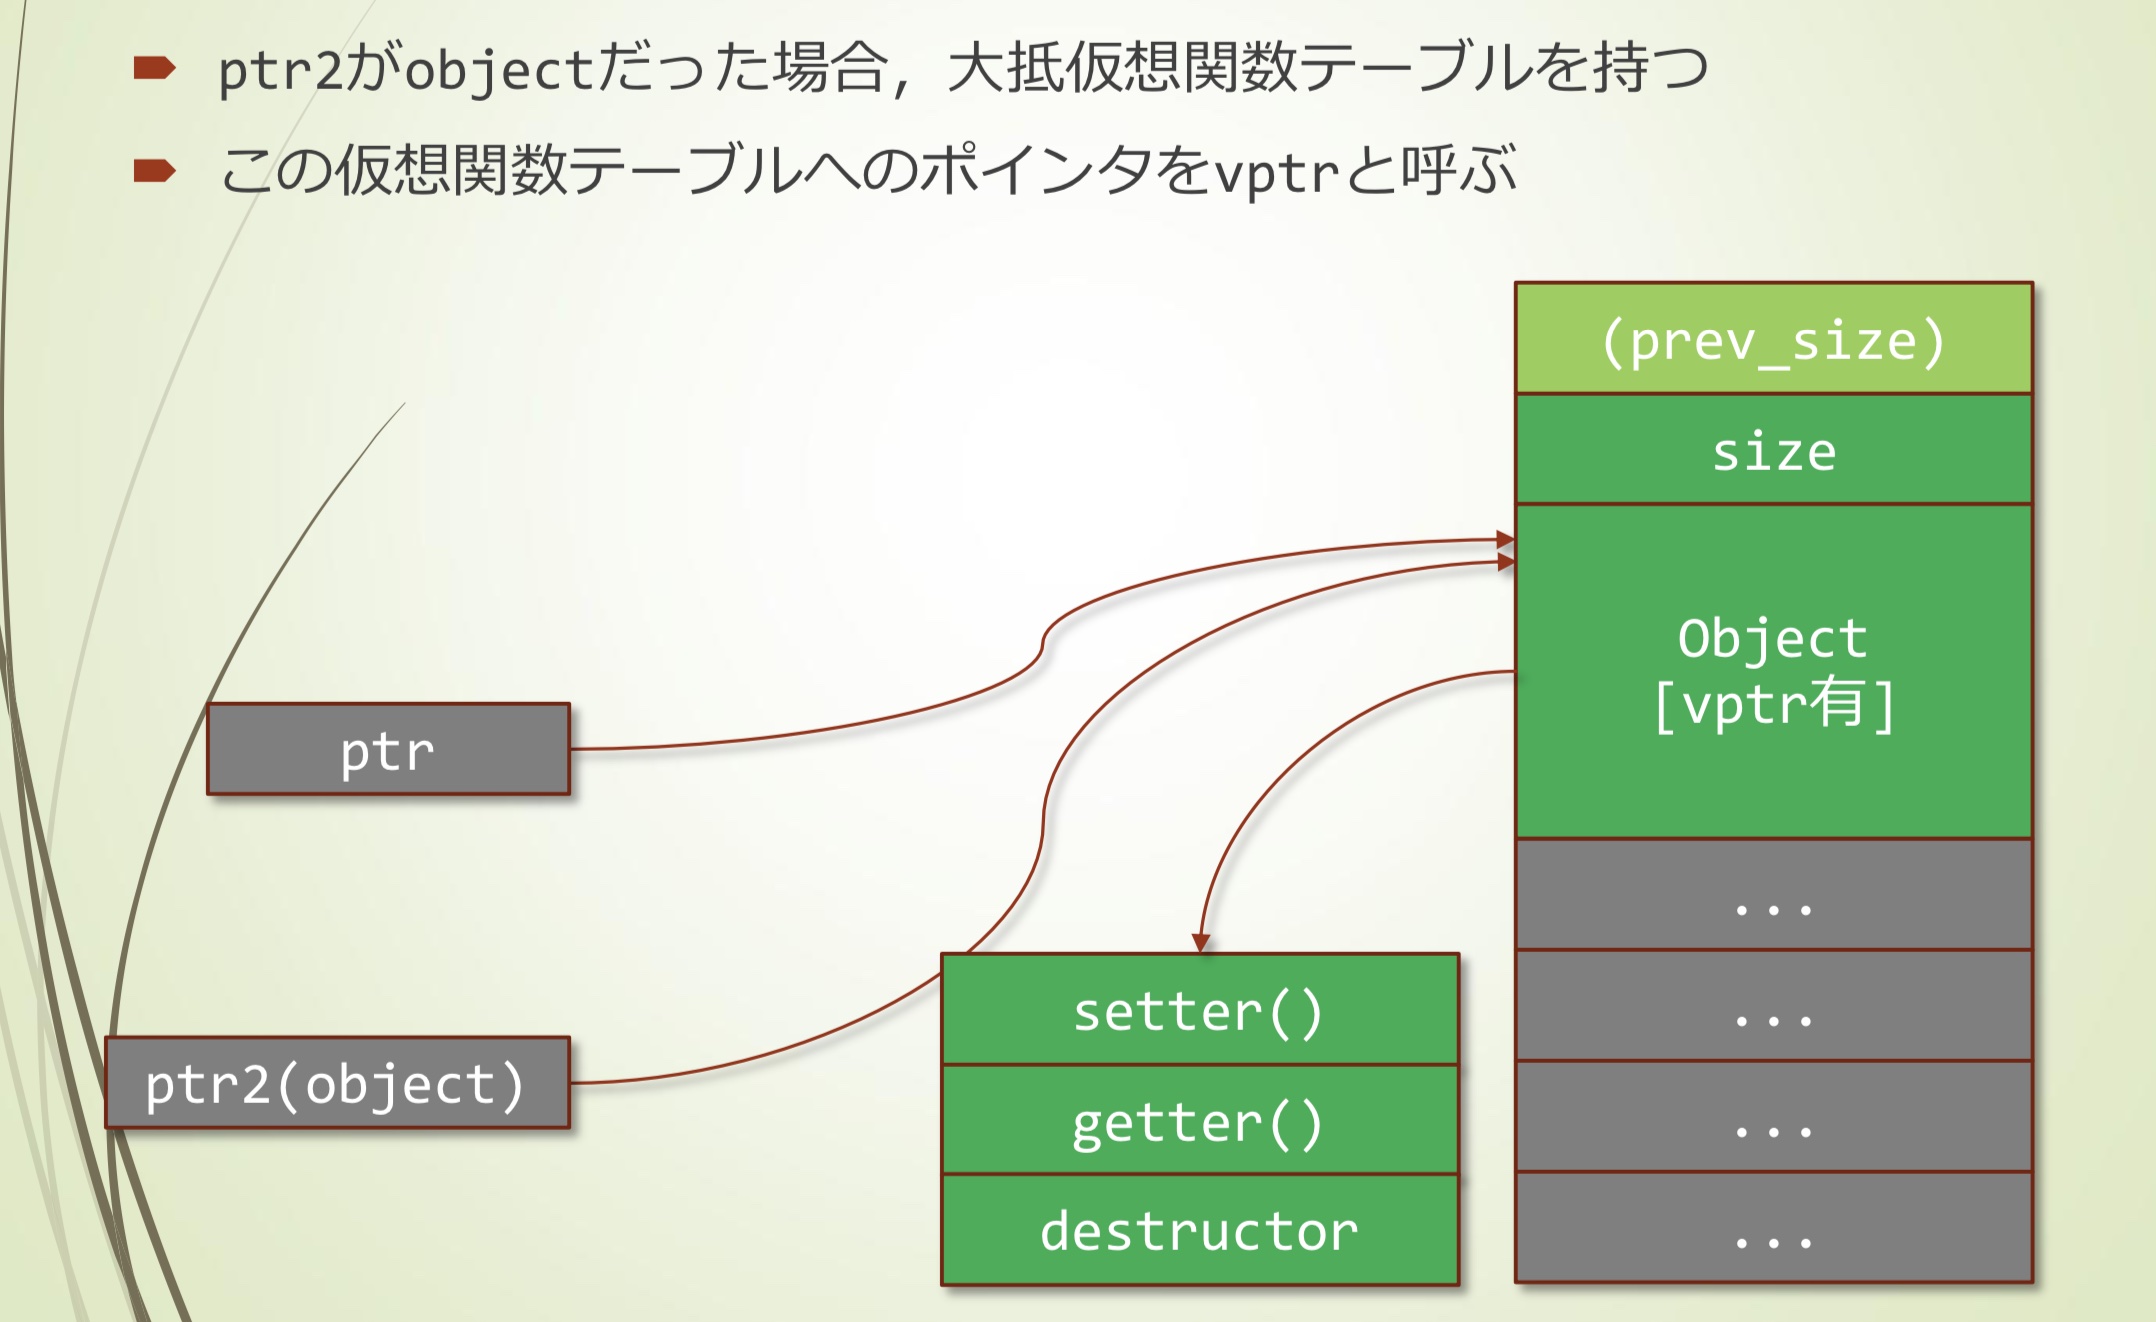 ptr2がobjectだった場合，大抵仮想関数テーブルを持つ
この仮想関数テーブルへのポインタをvptrと呼ぶ
(prev_size)
size
Object
[vptr有]
ptr
ptr2(object)
setter()
getter()
destructor
...
...
...
...